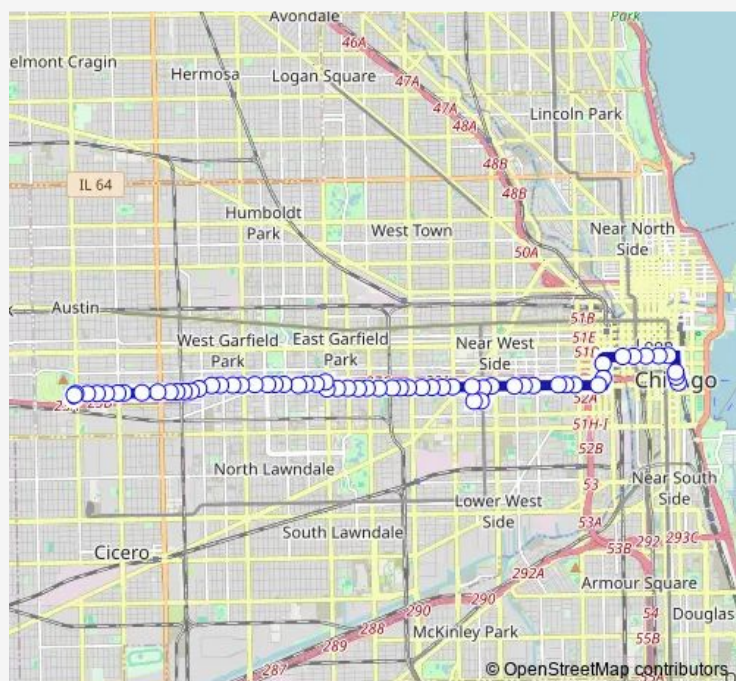 Park
Avondale
46A
elmont Cragin
Hermosa
Logan Square
47A
47A
48A
Lincoln Park
48B
IL 64
48B
Humboldt
Park
West Town
Near North
Side
50A
Austin
51B
51E
51D
West Garfield
Park
East Garfield
Park
Near West
Side
Chicago
52A
51H-I
52B
North Lawndale
53
Near South
Side
Lower West
Side
53A
South Lawndale
53B
292
293C
Cicero
292A
Armour Square
290
290
54
Douglas
288
289
McKinley Park
55B
287
© OpenStreetMap contributors